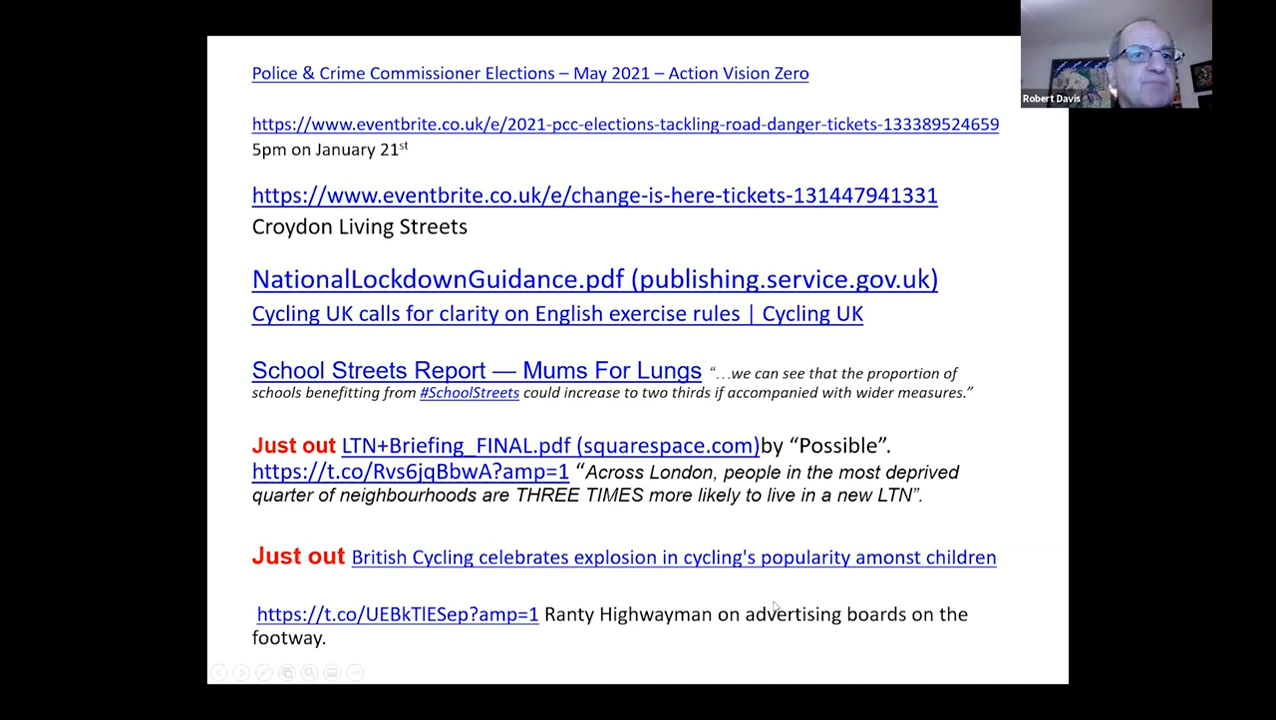 Police & Crime Commissioner Elections – May 2021 – Action Vision Zero
Robert Davis
https://www.eventbrite.co.uk/e/2021-pcc-elections-tackling-road-danger-tickets-133389524659
5pm on January 21st
https://www.eventbrite.co.uk/e/change-is-here-tickets-131447941331
Croydon Living Streets
NationalLockdownGuidance.pdf (publishing.service.gov.uk)
Cycling UK calls for clarity on English exercise rules | Cycling UK
School Streets Report — Mums For Lungs “…we can see that the proportion of
schools benefitting from #SchoolStreets could increase to two thirds if accompanied with wider measures.”
Just out LTN+Briefing_FINAL.pdf (squarespace.com)by “Possible”.
https://t.co/Rvs6jqBbwA?amp=1 “Across London, people in the most deprived
quarter of neighbourhoods are THREE TIMES more likely to live in a new LTN”.
Just out British Cycling celebrates explosion in cycling's popularity amonst children
https://t.co/UEBkTlESep?amp=1 Ranty Highwayman on advertising boards on the
footway.